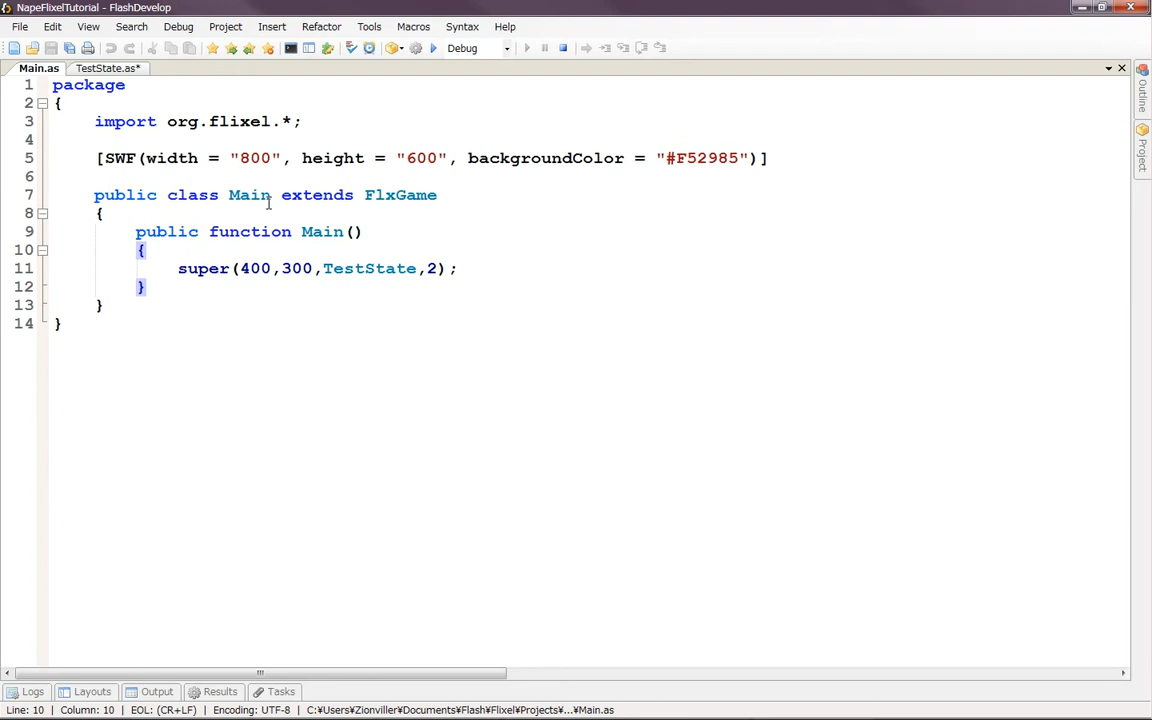 NapeFlixelTutorial - FlashDevelop
File Edit View Search Debug Project Insert Refactor Tools Macros Syntax Help
Debug
Main.as TestState.as*
1 package
2 {
3 import org.flixel.*;
4
5 [SWF(width = "800", height = "600", backgroundColor = "#F52985")]
6
7 public class Main extends FlxGame
8 {
9 public function Main()
10 {
11 super(400,300,TestState,2);
12 }
13 }
14 }
Outline
Project
Logs Layouts Output Results Tasks
Line: 10 Column: 10 EOL: (CR+LF) Encoding: UTF-8 C:¥Users¥Zionviller¥Documents¥Flash¥Flixel¥Projects¥...¥Main.as